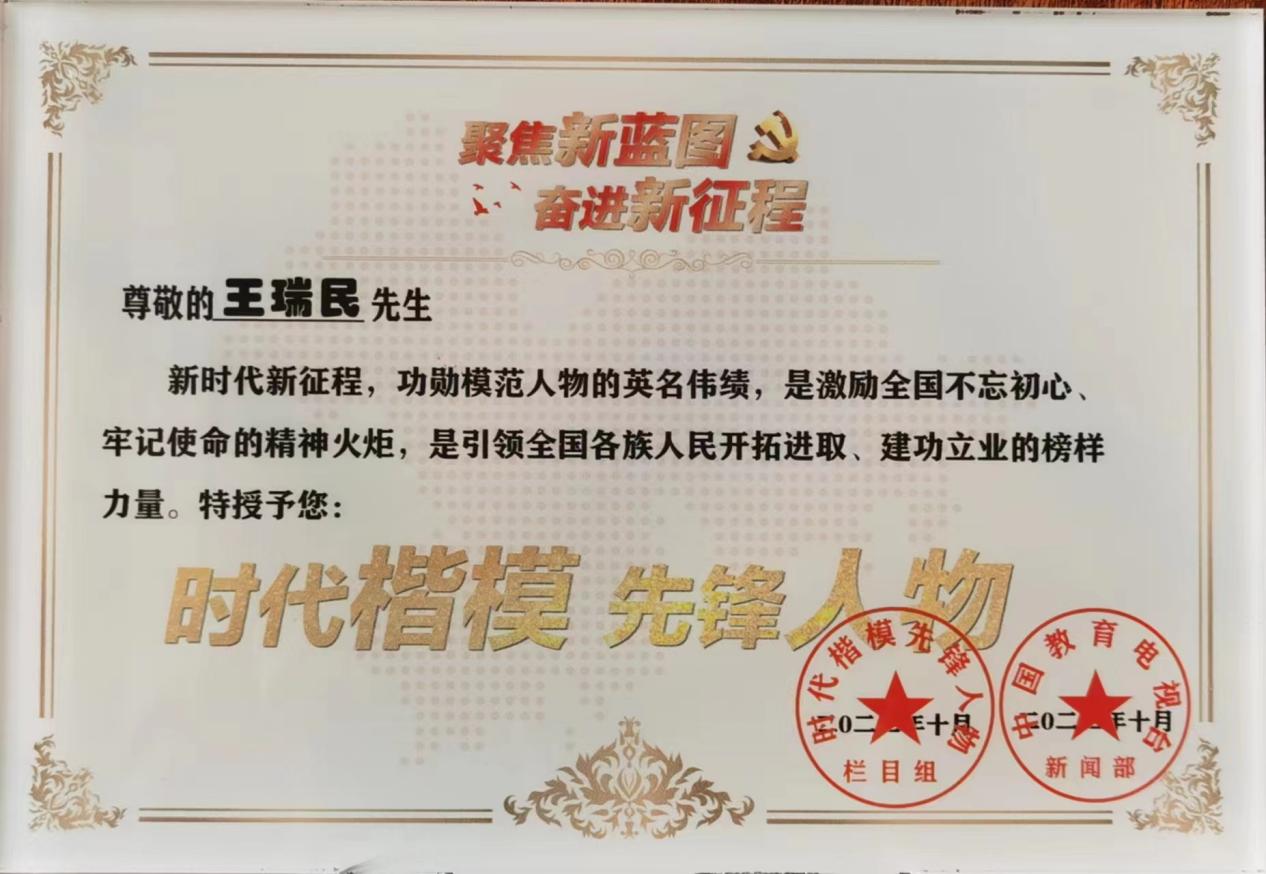 聚焦新蓝图
奋进新征程
尊敬的王瑞民先生
新时代新征程，功勋模范人物的英名伟绩，是激励全国不忘初心、
牢记使命的精神火炬，是引领全国各族人民开拓进取、建功立业的榜样
力量。特授予您：
时代楷模 先锋人物
时代楷模先锋人物
栏目组
中国教育电视台
新闻部